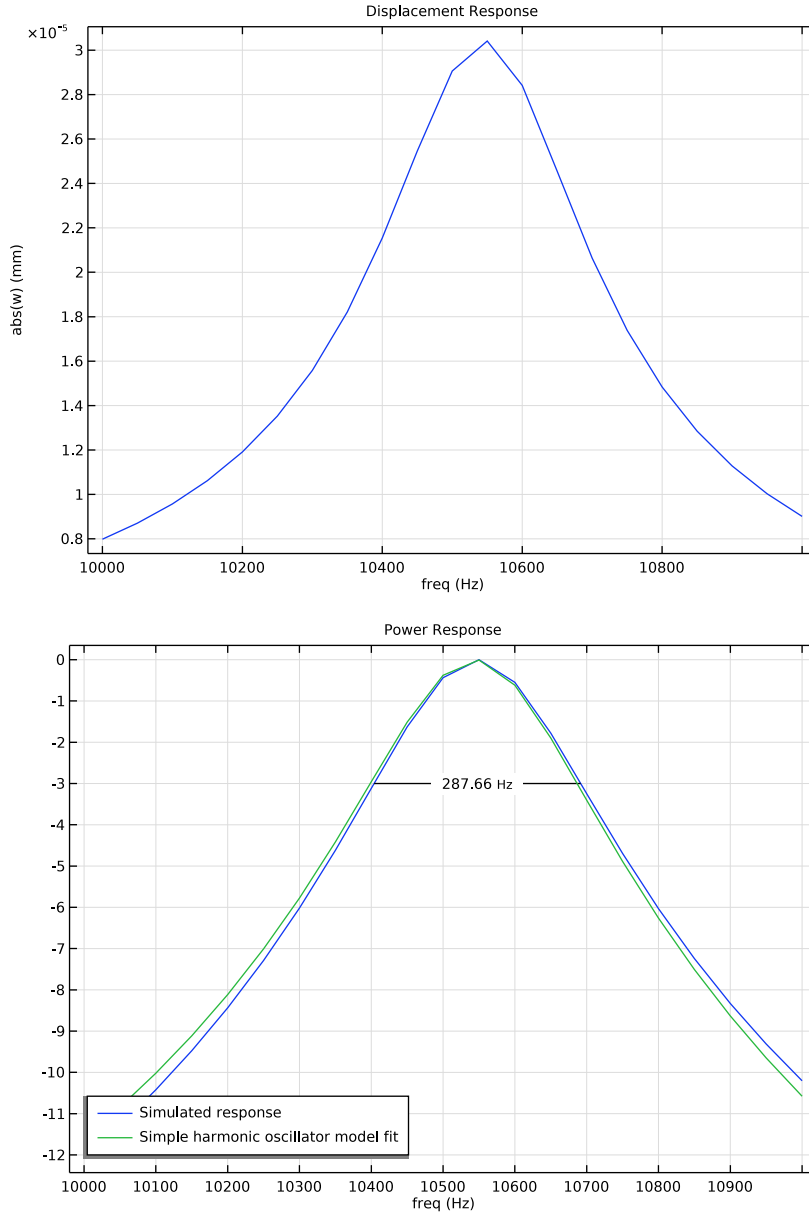 Displacement Response
×10⁻⁵
3
2.8
2.6
2.4
2.2
2
1.8
1.6
1.4
1.2
1
0.8
abs(w) (mm)
10000 10200 10400 10600 10800
freq (Hz)
Power Response
0
-1
-2
-3
-4
-5
-6
-7
-8
-9
-10
-11
-12
287.66 Hz
Simulated response
Simple harmonic oscillator model fit
10000 10100 10200 10300 10400 10500 10600 10700 10800 10900
freq (Hz)